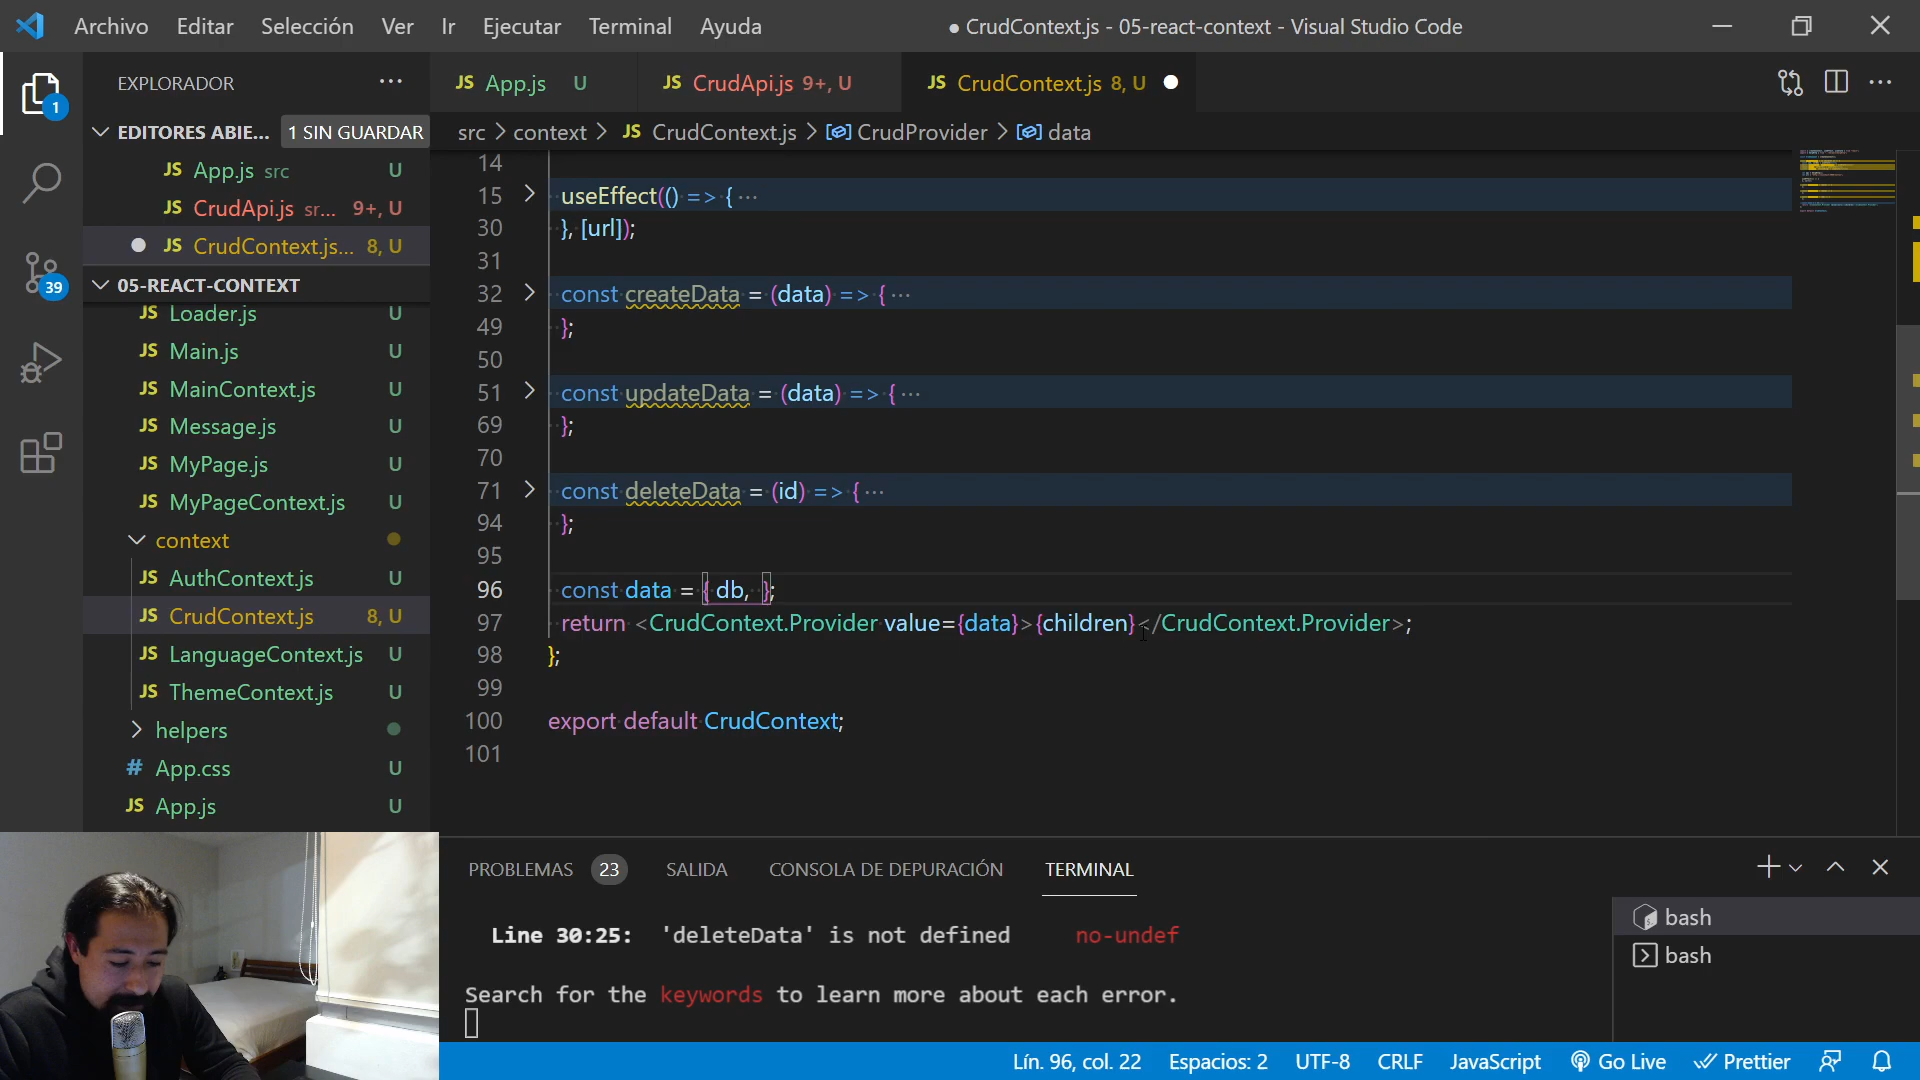 Archivo Editar Selección Ver Ir Ejecutar Terminal Ayuda ● CrudContext.js - 05-react-context - Visual Studio Code
EXPLORADOR ···
EDITORES ABIE... 1 SIN GUARDAR
JS App.js src U
JS CrudApi.js sr... 9+, U
● JS CrudContext.js... 8, U
05-REACT-CONTEXT
JS Loader.js U
JS Main.js U
JS MainContext.js U
JS Message.js U
JS MyPage.js U
JS MyPageContext.js U
context
JS AuthContext.js U
JS CrudContext.js 8, U
JS LanguageContext.js U
JS ThemeContext.js U
helpers
# App.css U
JS App.js U
1
39
JS App.js U JS CrudApi.js 9+, U JS CrudContext.js 8, U ●
src > context > JS CrudContext.js > CrudProvider > data
14
15 useEffect(() => { ···
30 }, [url]);
31
32 const createData = (data) => { ···
49 };
50
51 const updateData = (data) => { ···
69 };
70
71 const deleteData = (id) => { ···
94 };
95
96 const data = { db,  };
97 return <CrudContext.Provider value={data}>{children}</CrudContext.Provider>;
98 };
99
100 export default CrudContext;
101
PROBLEMAS 23 SALIDA CONSOLA DE DEPURACIÓN TERMINAL
Line 30:25: 'deleteData' is not defined no-undef
Search for the keywords to learn more about each error.
bash
bash
Lín. 96, col. 22 Espacios: 2 UTF-8 CRLF JavaScript Go Live Prettier